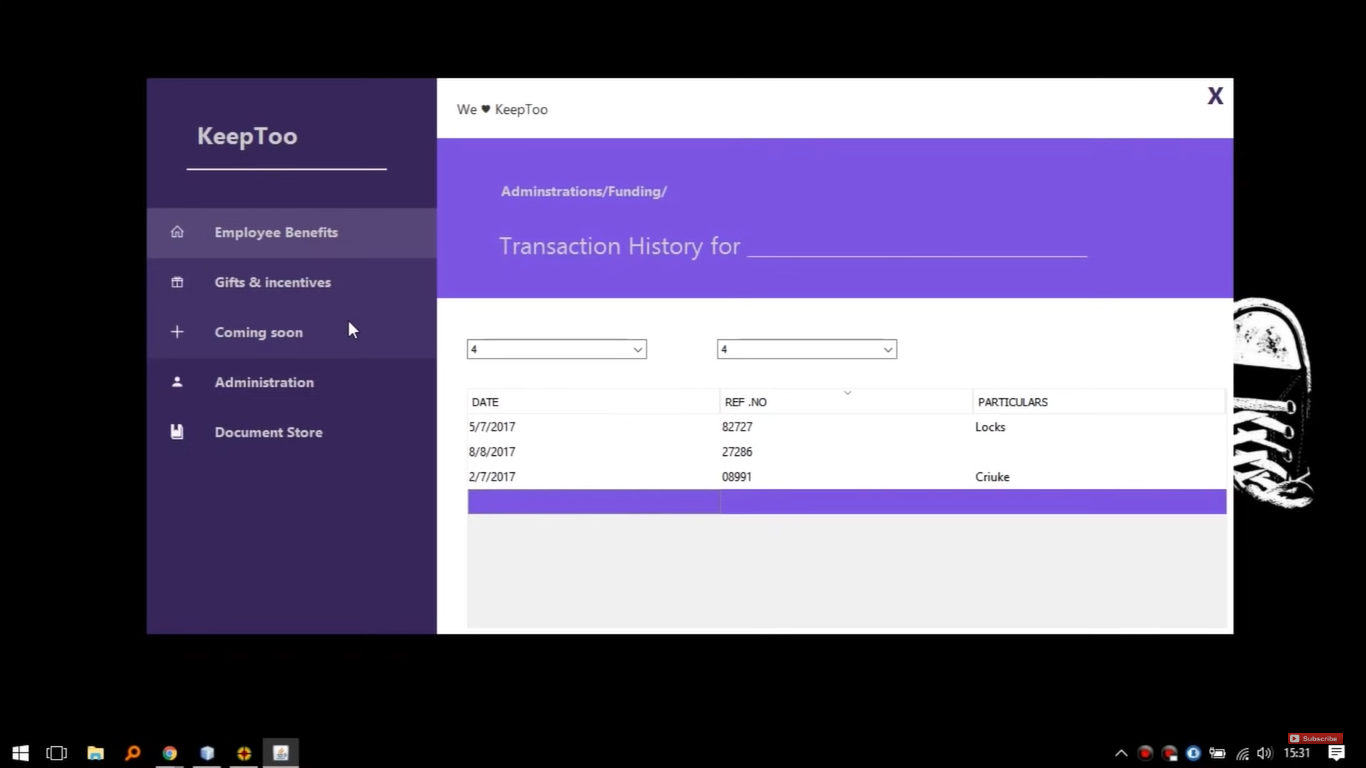 KeepToo
Employee Benefits
Gifts & incentives
Coming soon
Administration
Document Store
We ♥ KeepToo
X
Adminstrations/Funding/
Transaction History for ______________________________
4
4
DATE REF .NO PARTICULARS
5/7/2017 82727 Locks
8/8/2017 27286
2/7/2017 08991 Criuke
Subscribe
15:31